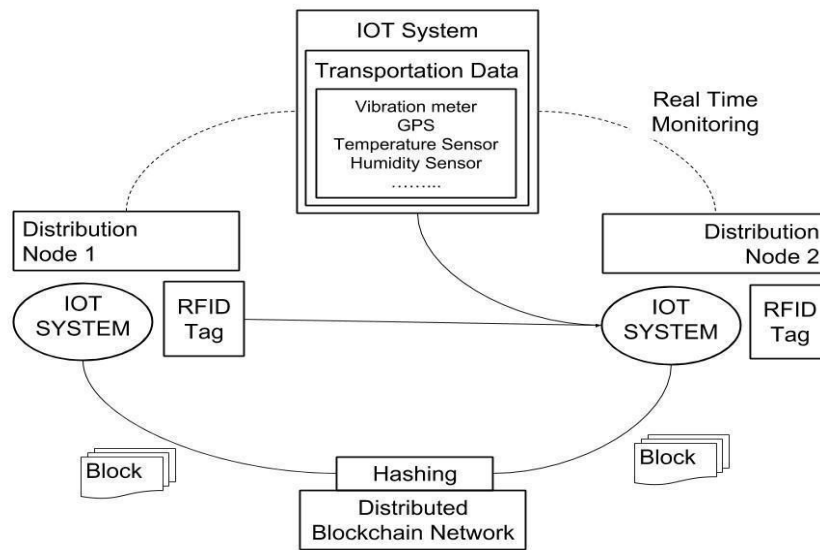 IOT System
Transportation Data
Vibration meter
GPS
Temperature Sensor
Humidity Sensor
……...
Real Time
Monitoring
Distribution
Node 1
Distribution
Node 2
IOT
SYSTEM
RFID
Tag
IOT
SYSTEM
RFID
Tag
Block
Hashing
Block
Distributed
Blockchain Network